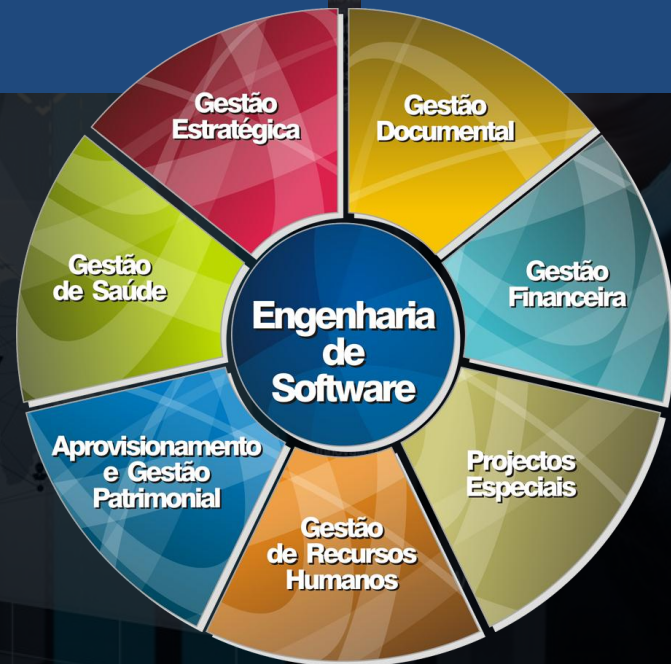 Gestão
Estratégica
Gestão
Documental
Gestão
Financeira
Projectos
Especiais
Gestão
de Recursos
Humanos
Aprovisionamento
e Gestão
Patrimonial
Gestão
de Saúde
Engenharia
de
Software